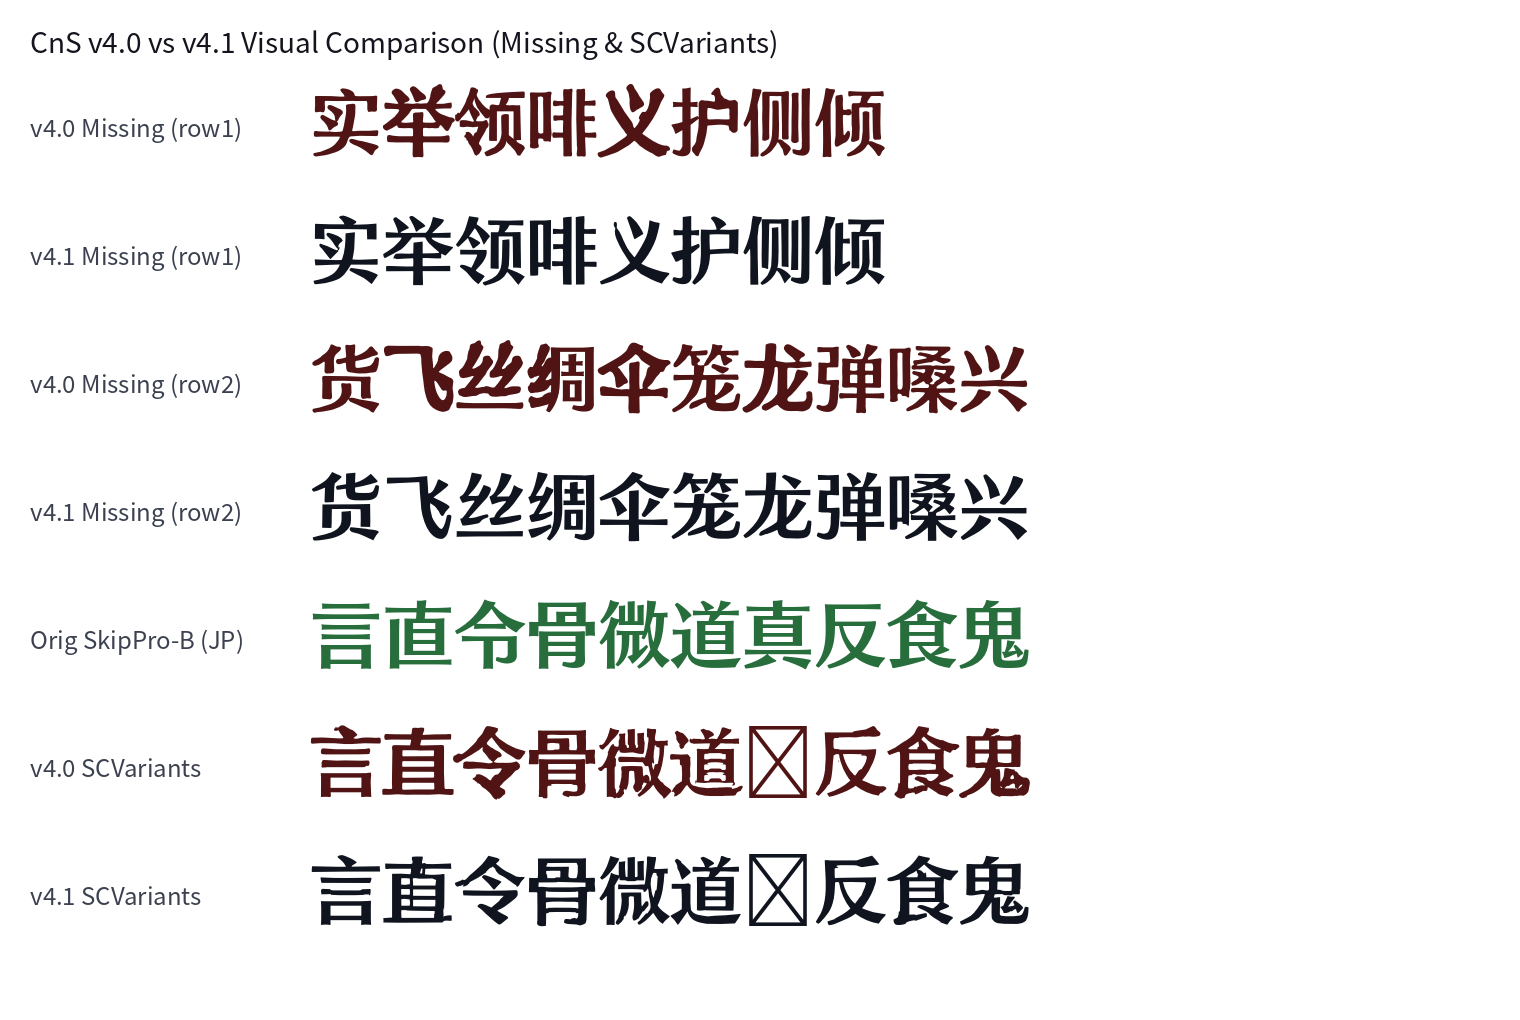 CnS v4.0 vs v4.1 Visual Comparison (Missing & SCVariants)
v4.0 Missing (row1) 实举领啡义护侧倾
v4.1 Missing (row1) 实举领啡义护侧倾
v4.0 Missing (row2) 货飞丝绸伞笼龙弹嗓兴
v4.1 Missing (row2) 货飞丝绸伞笼龙弹嗓兴
Orig SkipPro-B (JP) 言直令骨微道真反食鬼
v4.0 SCVariants 言直令骨微道反食鬼
v4.1 SCVariants 言直令骨微道反食鬼